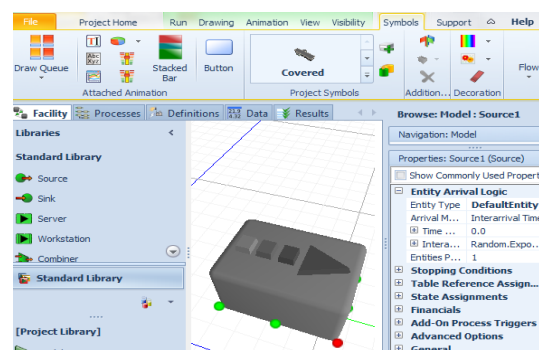 File Project Home Run Drawing Animation View Visibility Symbols Support Help
Draw Queue
Abc
Xyz
Stacked
Bar
Button
Covered
Addition...
Decoration
Flow
Attached Animation
Project Symbols
Facility Processes Definitions Data Results
Libraries
Standard Library
Source
Sink
Server
Workstation
Combiner
Standard Library
[Project Library]
Browse: Model : Source1
Navigation: Model
Properties: Source1 (Source)
Show Commonly Used Propert
Entity Arrival Logic
Entity Type DefaultEntity
Arrival M... Interarrival Time
Time ... 0.0
Intera... Random.Expo...
Entities P... 1
Stopping Conditions
Table Reference Assign...
State Assignments
Financials
Add-On Process Triggers
Advanced Options
General